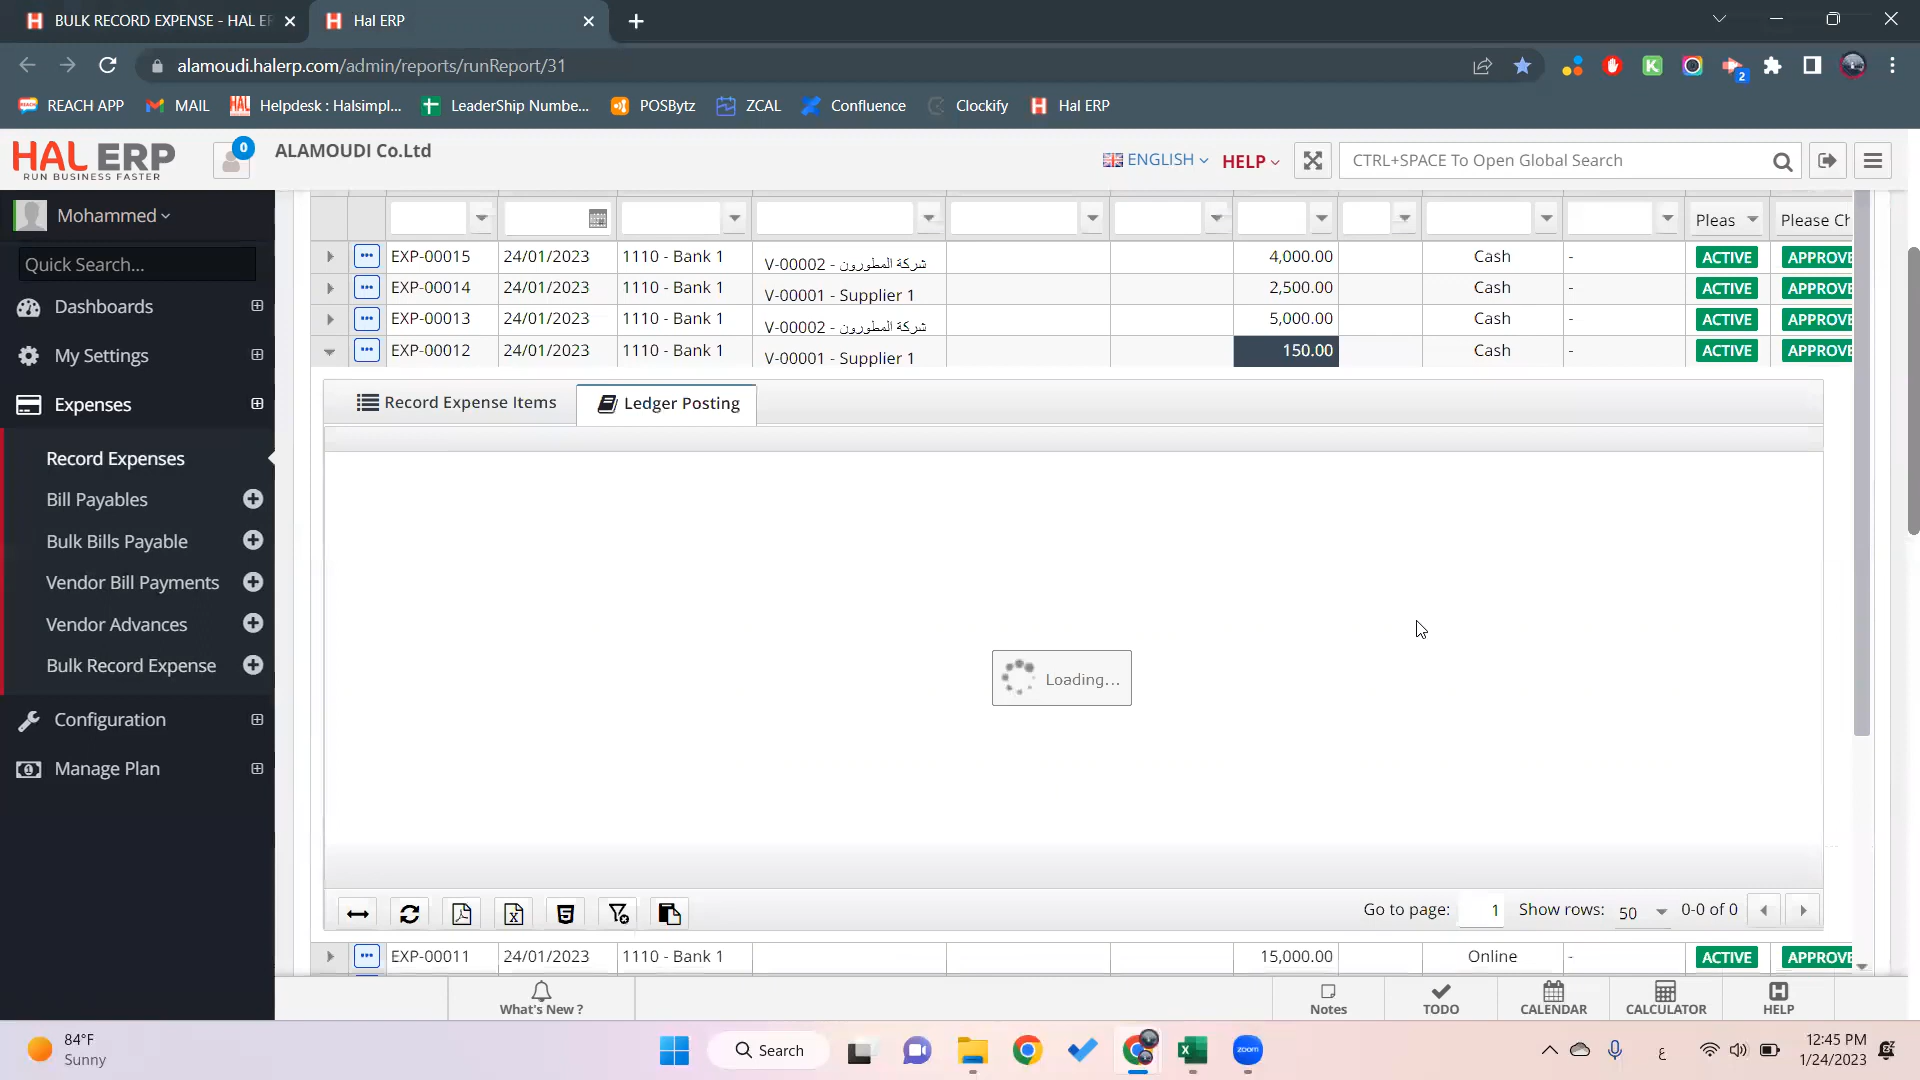 BULK RECORD EXPENSE - HAL ER
Hal ERP
alamoudi.halerp.com/admin/reports/runReport/31
2
REACH APP
MAIL
HAL
Helpdesk : Halsimpl...
LeaderShip Numbe...
POSBytz
ZCAL
Confluence
Clockify
Hal ERP
HAL ERP
RUN BUSINESS FASTER
0
ALAMOUDI Co.Ltd
ENGLISH
HELP
CTRL+SPACE To Open Global Search
Mohammed
Quick Search...
Dashboards
My Settings
Expenses
Record Expenses
Bill Payables
Bulk Bills Payable
Vendor Bill Payments
Vendor Advances
Bulk Record Expense
Configuration
Manage Plan
Pleas
Please Ch
EXP-00015 24/01/2023 1110 - Bank 1 V-00002 - شركة المطورون 4,000.00 Cash - ACTIVE APPROVE
EXP-00014 24/01/2023 1110 - Bank 1 V-00001 - Supplier 1 2,500.00 Cash - ACTIVE APPROVE
EXP-00013 24/01/2023 1110 - Bank 1 V-00002 - شركة المطورون 5,000.00 Cash - ACTIVE APPROVE
EXP-00012 24/01/2023 1110 - Bank 1 V-00001 - Supplier 1 150.00 Cash - ACTIVE APPROVE
Record Expense Items
Ledger Posting
Loading...
Go to page: 1 Show rows: 50 0-0 of 0
EXP-00011 24/01/2023 1110 - Bank 1 15,000.00 Online - ACTIVE APPROVE
What's New ?
Notes
TODO
CALENDAR
CALCULATOR
HELP
84°F
Sunny
Search
zoom
ع
12:45 PM
1/24/2023